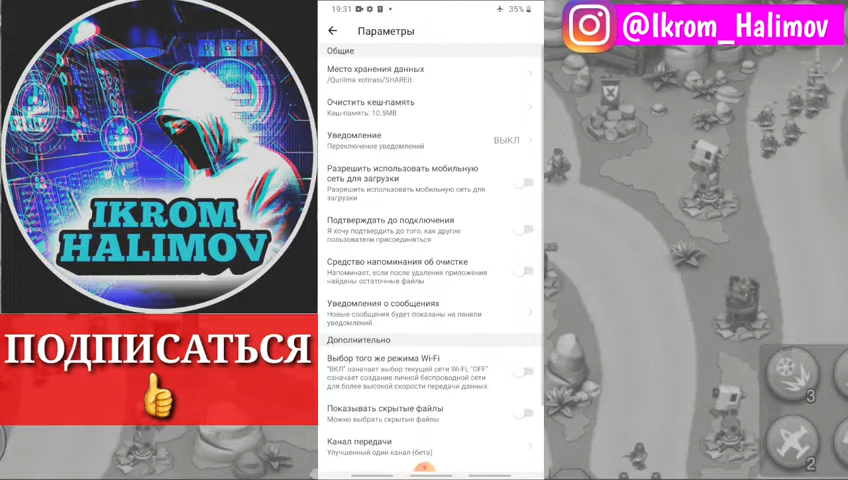 IKROM
HALIMOV
ПОДПИСАТЬСЯ
19:31
35%
Параметры
Общие
Место хранения данных
/Qurilma xotirasi/SHAREit
Очистить кеш-память
Кеш-память: 10.5MB
Уведомление
Переключение уведомлений
ВЫКЛ
Разрешить использовать мобильную
сеть для загрузки
Разрешить использовать мобильную сеть для
загрузки
Подтверждать до подключения
Я хочу подтвердить до того, как другие
пользователи присоединяться
Средство напоминания об очистке
Напоминает, если после удаления приложения
найдены остаточные файлы
Уведомления о сообщениях
Новые сообщения будет показаны на панели
уведомлений
Дополнительно
Выбор того же режима Wi-Fi
"ВКЛ" означает выбор текущей сети Wi-Fi; "OFF"
означает создание личной беспроводной сети
для более высокой скорости передачи данных
Показывать скрытые файлы
Можно выбрать скрытые файлы
Канал передачи
Улучшенный один канал (бета)
@Ikrom_Halimov
3
2